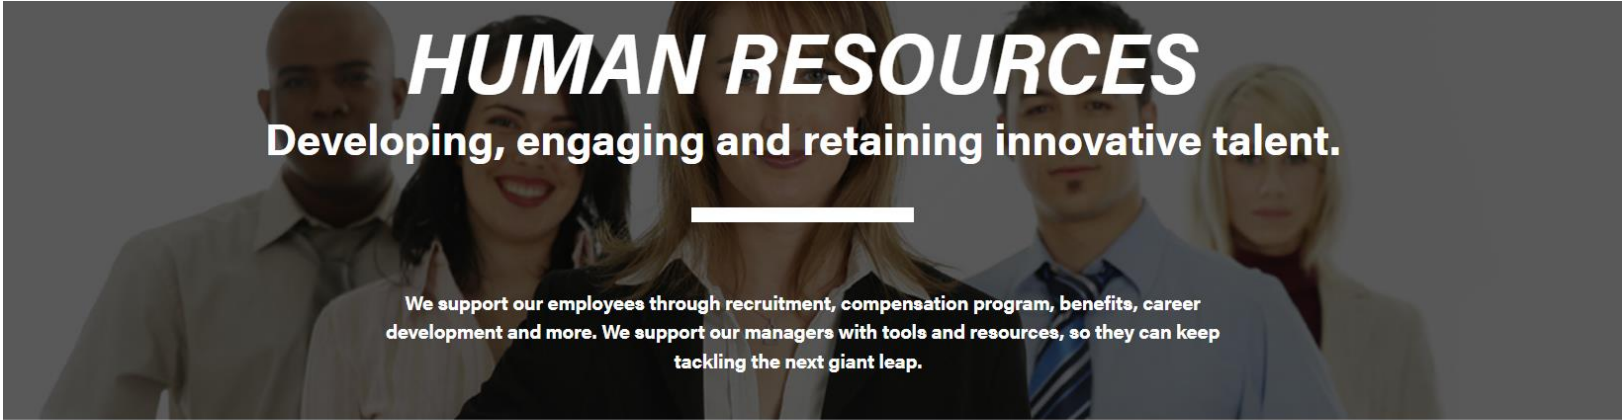 HUMAN RESOURCES
Developing, engaging and retaining innovative talent.
We support our employees through recruitment, compensation program, benefits, career
development and more. We support our managers with tools and resources, so they can keep
tackling the next giant leap.